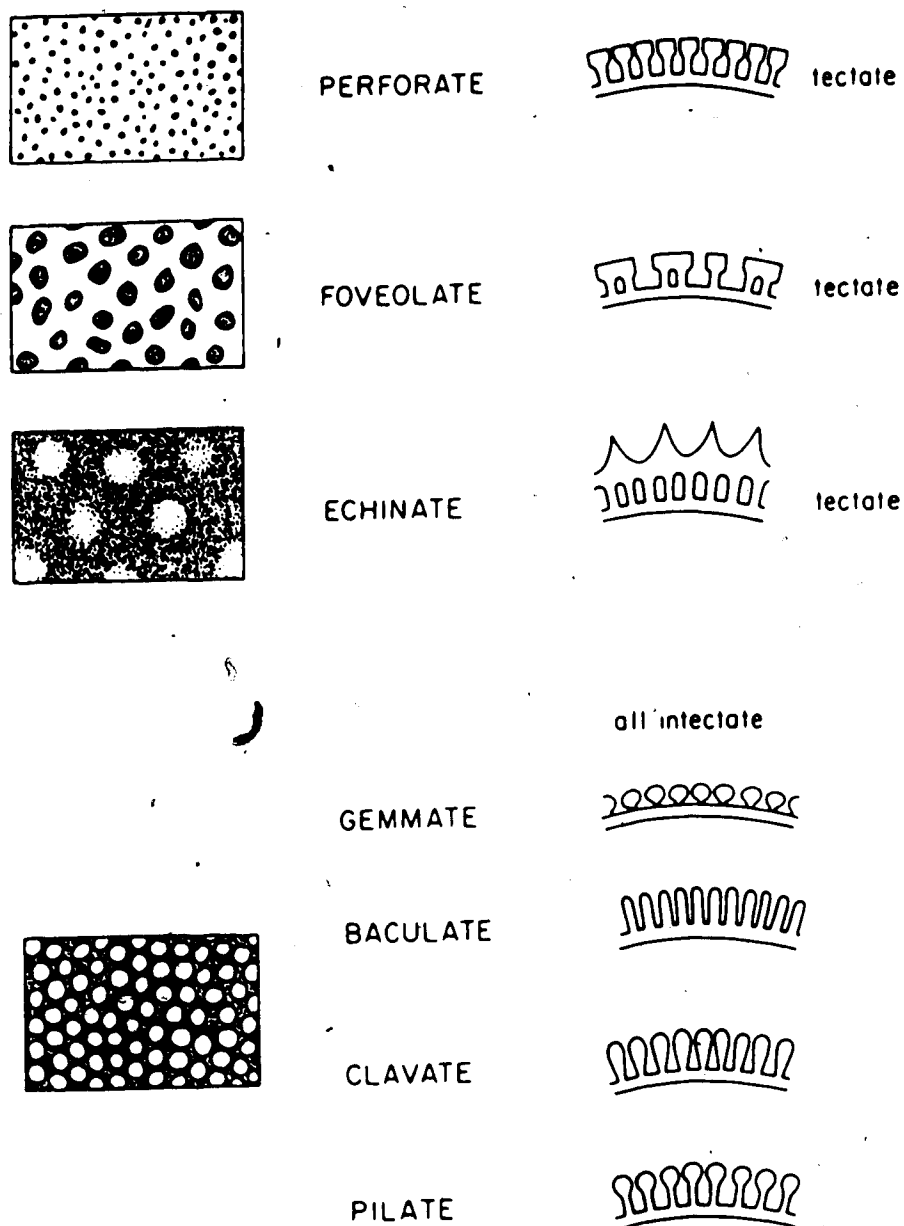 PERFORATE tectate
FOVEOLATE tectate
ECHINATE tectate
all intectate
GEMMATE
BACULATE
CLAVATE
PILATE